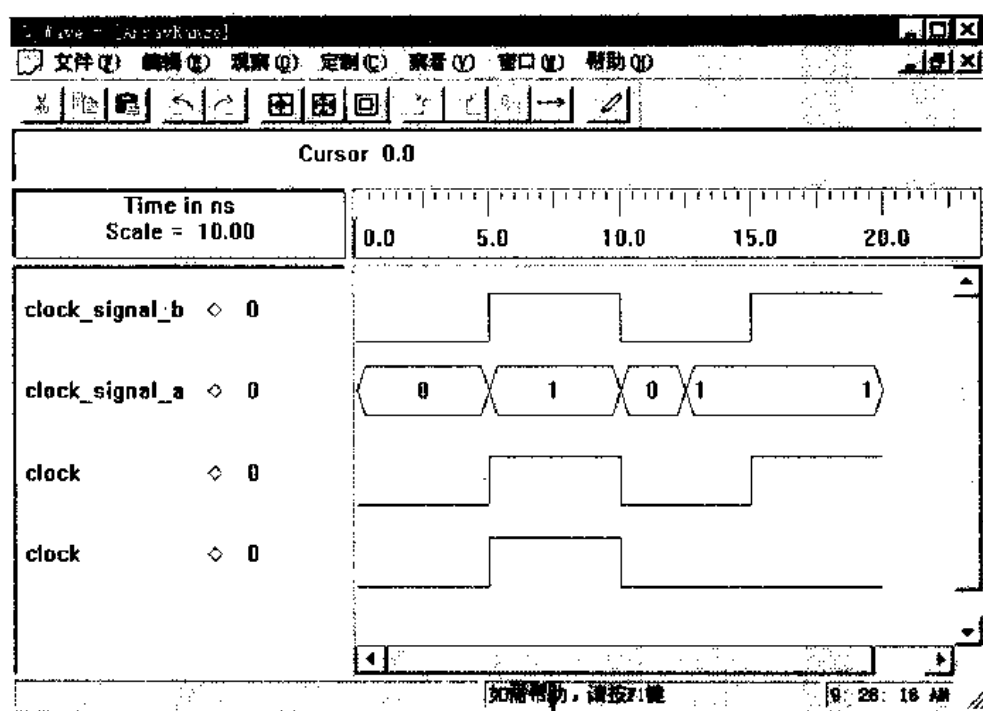 文件(F) 编辑(E) 观察(O) 定制(C) 察看(V) 窗口(W) 帮助(H)
Cursor 0.0
Time in ns
Scale = 10.00
0.0 5.0 10.0 15.0 20.0
clock_signal_b ◇ 0
clock_signal_a ◇ 0 0 1 0 1 1
clock ◇ 0
clock ◇ 0
如需帮助，请按F1键 9:26:16 AM